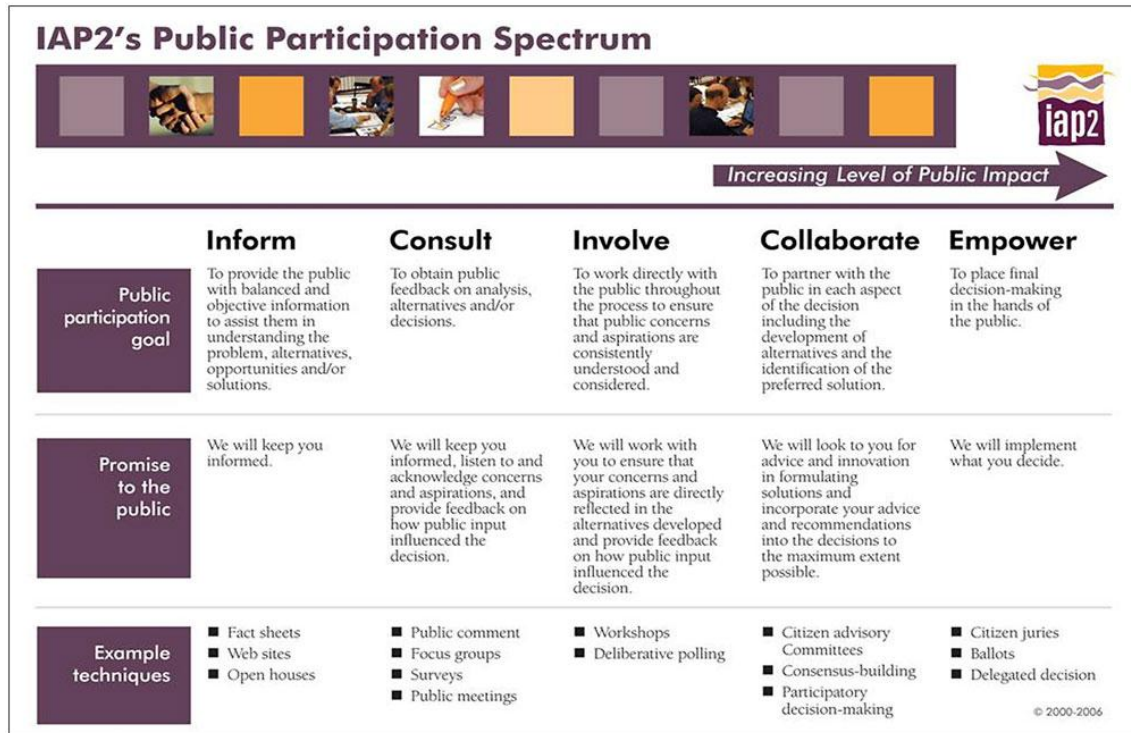 IAP2's Public Participation Spectrum
iap2
Increasing Level of Public Impact
Inform
Consult
Involve
Collaborate
Empower
Public
participation
goal
To provide the public
with balanced and
objective information
to assist them in
understanding the
problem, alternatives,
opportunities and/or
solutions.
To obtain public
feedback on analysis,
alternatives and/or
decisions.
To work directly with
the public throughout
the process to ensure
that public concerns
and aspirations are
consistently
understood and
considered.
To partner with the
public in each aspect
of the decision
including the
development of
alternatives and the
identification of the
preferred solution.
To place final
decision-making
in the hands of
the public.
Promise
to the
public
We will keep you
informed.
We will keep you
informed, listen to and
acknowledge concerns
and aspirations, and
provide feedback on
how public input
influenced the
decision.
We will work with
you to ensure that
your concerns and
aspirations are directly
reflected in the
alternatives developed
and provide feedback
on how public input
influenced the
decision.
We will look to you for
advice and innovation
in formulating
solutions and
incorporate your advice
and recommendations
into the decisions to
the maximum extent
possible.
We will implement
what you decide.
Example
techniques
■ Fact sheets
■ Web sites
■ Open houses
■ Public comment
■ Focus groups
■ Surveys
■ Public meetings
■ Workshops
■ Deliberative polling
■ Citizen advisory
Committees
■ Consensus-building
■ Participatory
decision-making
■ Citizen juries
■ Ballots
■ Delegated decision
© 2000-2006